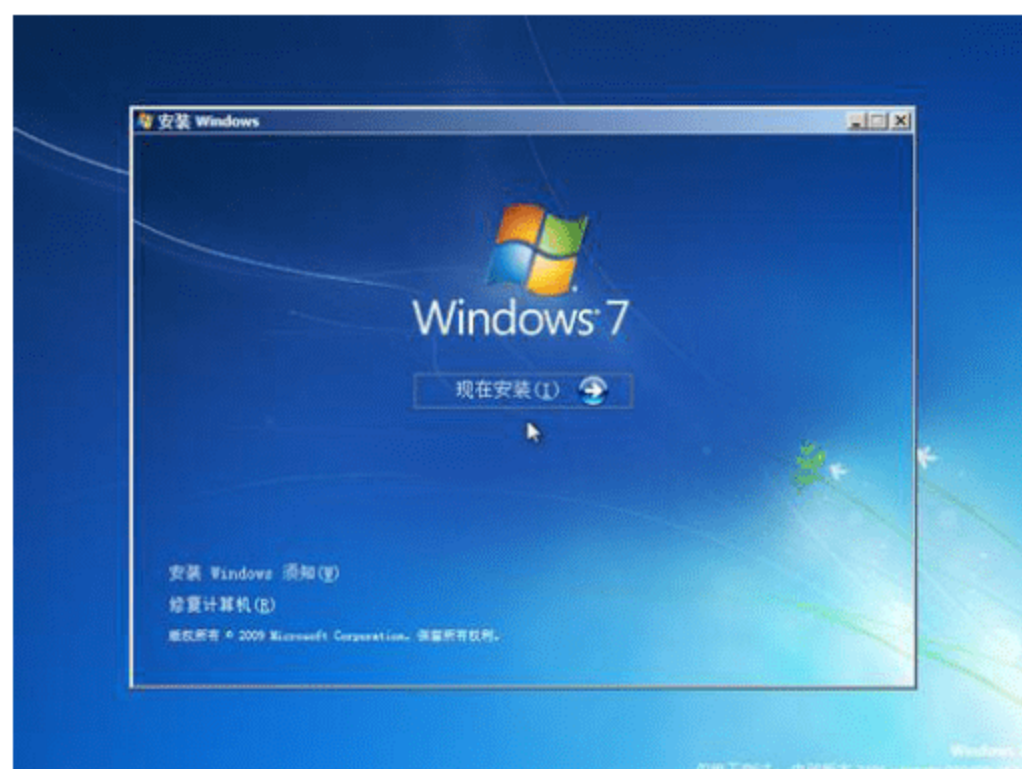 安装 Windows
Windows 7
现在安装(I)
安装 Windows 须知(W)
修复计算机(R)
版权所有 © 2009 Microsoft Corporation。保留所有权利。
Windows